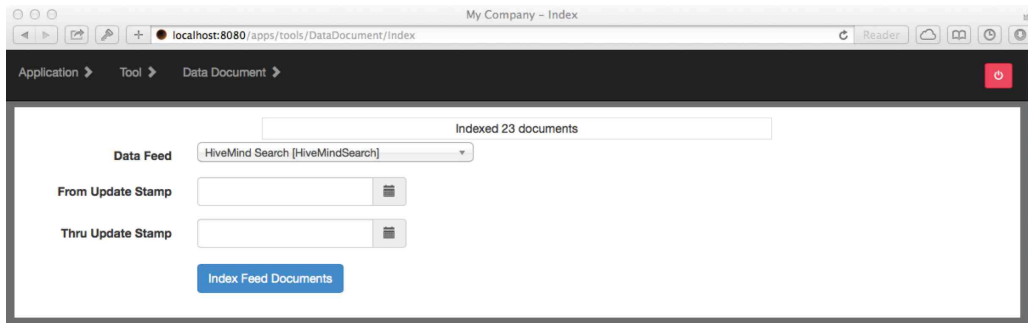 My Company – Index
localhost:8080/apps/tools/DataDocument/Index
Reader
Application Tool Data Document
Indexed 23 documents
Data Feed HiveMind Search [HiveMindSearch]
From Update Stamp
Thru Update Stamp
Index Feed Documents